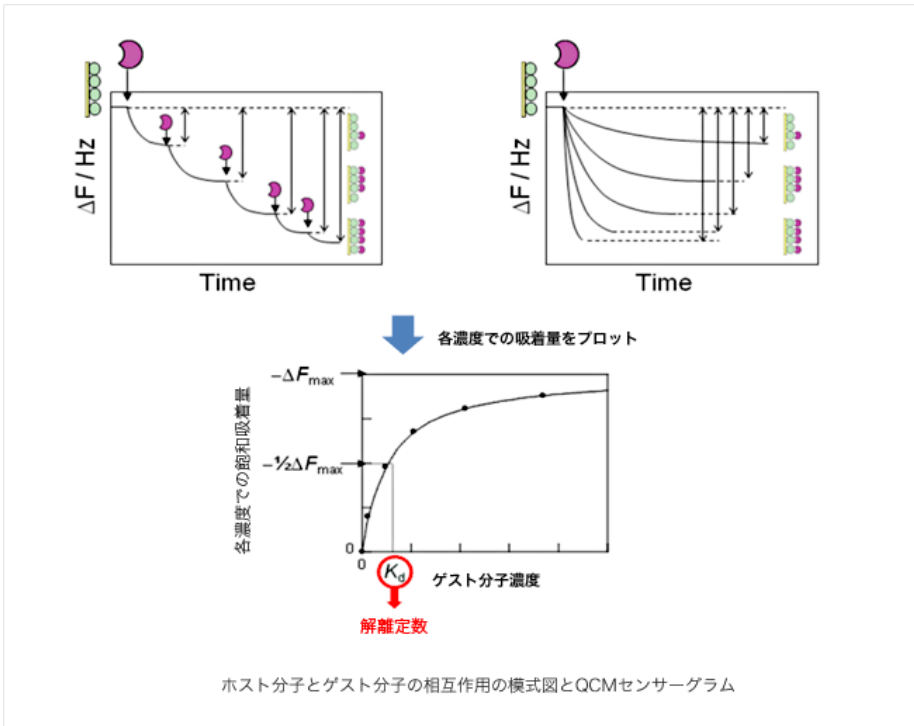 ΔF / Hz
Time
ΔF / Hz
Time
各濃度での吸着量をプロット
各濃度での飽和吸着量
−ΔFmax
−½ΔFmax
0
0
Kd
ゲスト分子濃度
解離定数
ホスト分子とゲスト分子の相互作用の模式図とQCMセンサーグラム